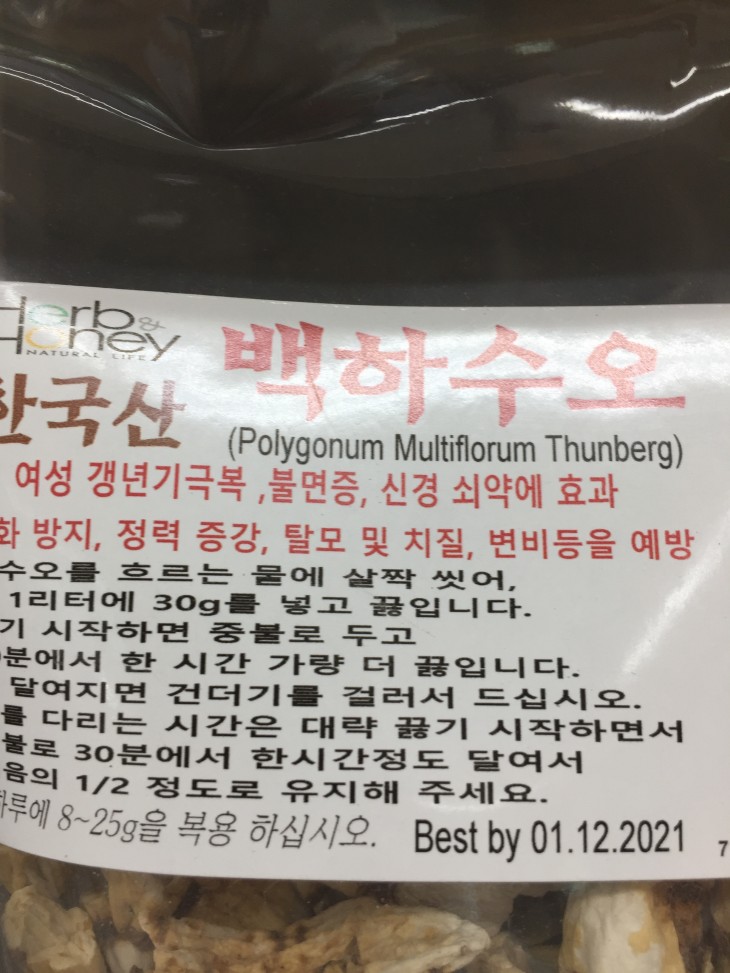 Herb &
Honey
NATURAL LIFE
한국산
백하수오
(Polygonum Multiflorum Thunberg)
여성 갱년기극복 ,불면증, 신경 쇠약에 효과
화 방지, 정력 증강, 탈모 및 치질, 변비등을 예방
수오를 흐르는 물에 살짝 씻어,
1리터에 30g를 넣고 끓입니다.
기 시작하면 중불로 두고
분에서 한 시간 가량 더 끓입니다.
달여지면 건더기를 걸러서 드십시오.
를 다리는 시간은 대략 끓기 시작하면서
불로 30분에서 한시간정도 달여서
음의 1/2 정도로 유지해 주세요.
하루에 8~25g을 복용 하십시오.
Best by 01.12.2021
7